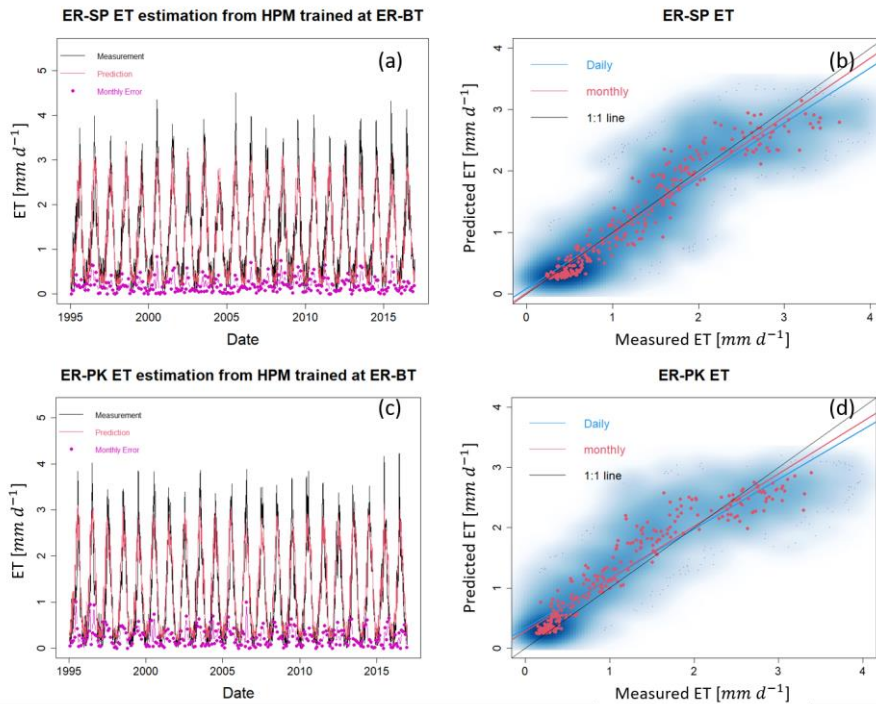 ER-SP ET estimation from HPM trained at ER-BT
(a)
Measurement
Prediction
Monthly Error
ET [mm d⁻¹]
5
4
3
2
1
0
1995 2000 2005 2010 2015
Date
ER-SP ET
(b)
Daily
monthly
1:1 line
Predicted ET [mm d⁻¹]
4
3
2
1
0
0 1 2 3 4
Measured ET [mm d⁻¹]
ER-PK ET estimation from HPM trained at ER-BT
(c)
Measurement
Prediction
Monthly Error
ET [mm d⁻¹]
5
4
3
2
1
0
1995 2000 2005 2010 2015
Date
ER-PK ET
(d)
Daily
monthly
1:1 line
Predicted ET [mm d⁻¹]
4
3
2
1
0
0 1 2 3 4
Measured ET [mm d⁻¹]